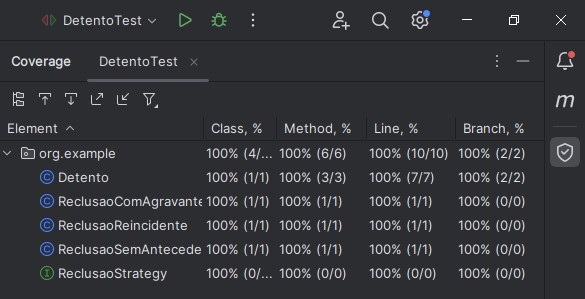 DetentoTest
Coverage DetentoTest
Element Class, % Method, % Line, % Branch, %
org.example 100% (4/... 100% (6/6) 100% (10/10) 100% (2/2)
Detento 100% (1/1) 100% (3/3) 100% (7/7) 100% (2/2)
ReclusaoComAgravante 100% (1/1) 100% (1/1) 100% (1/1) 100% (0/0)
ReclusaoReincidente 100% (1/1) 100% (1/1) 100% (1/1) 100% (0/0)
ReclusaoSemAntecede 100% (1/1) 100% (1/1) 100% (1/1) 100% (0/0)
ReclusaoStrategy 100% (0/... 100% (0/0) 100% (0/0) 100% (0/0)